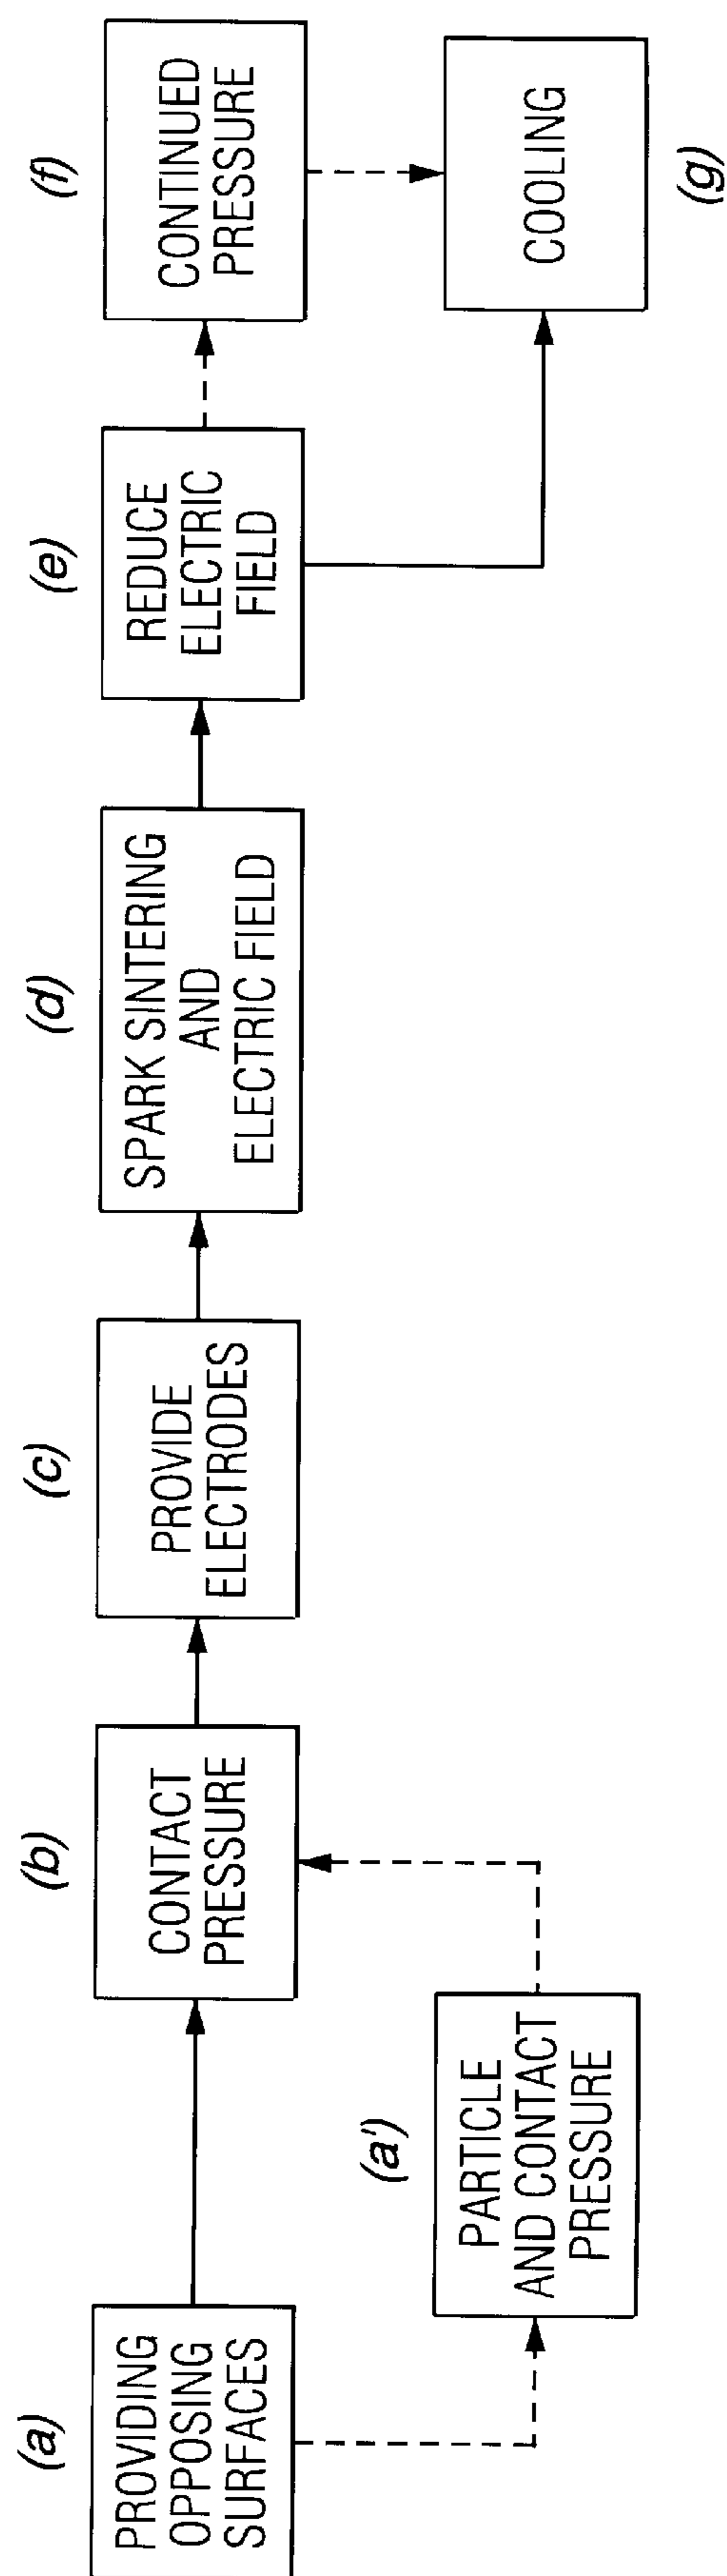 (a)
PROVIDING
OPPOSING
SURFACES
(a')
PARTICLE
AND CONTACT
PRESSURE
(b)
CONTACT
PRESSURE
(c)
PROVIDE
ELECTRODES
(d)
SPARK SINTERING
AND
ELECTRIC FIELD
(e)
REDUCE
ELECTRIC
FIELD
(f)
CONTINUED
PRESSURE
COOLING
(g)